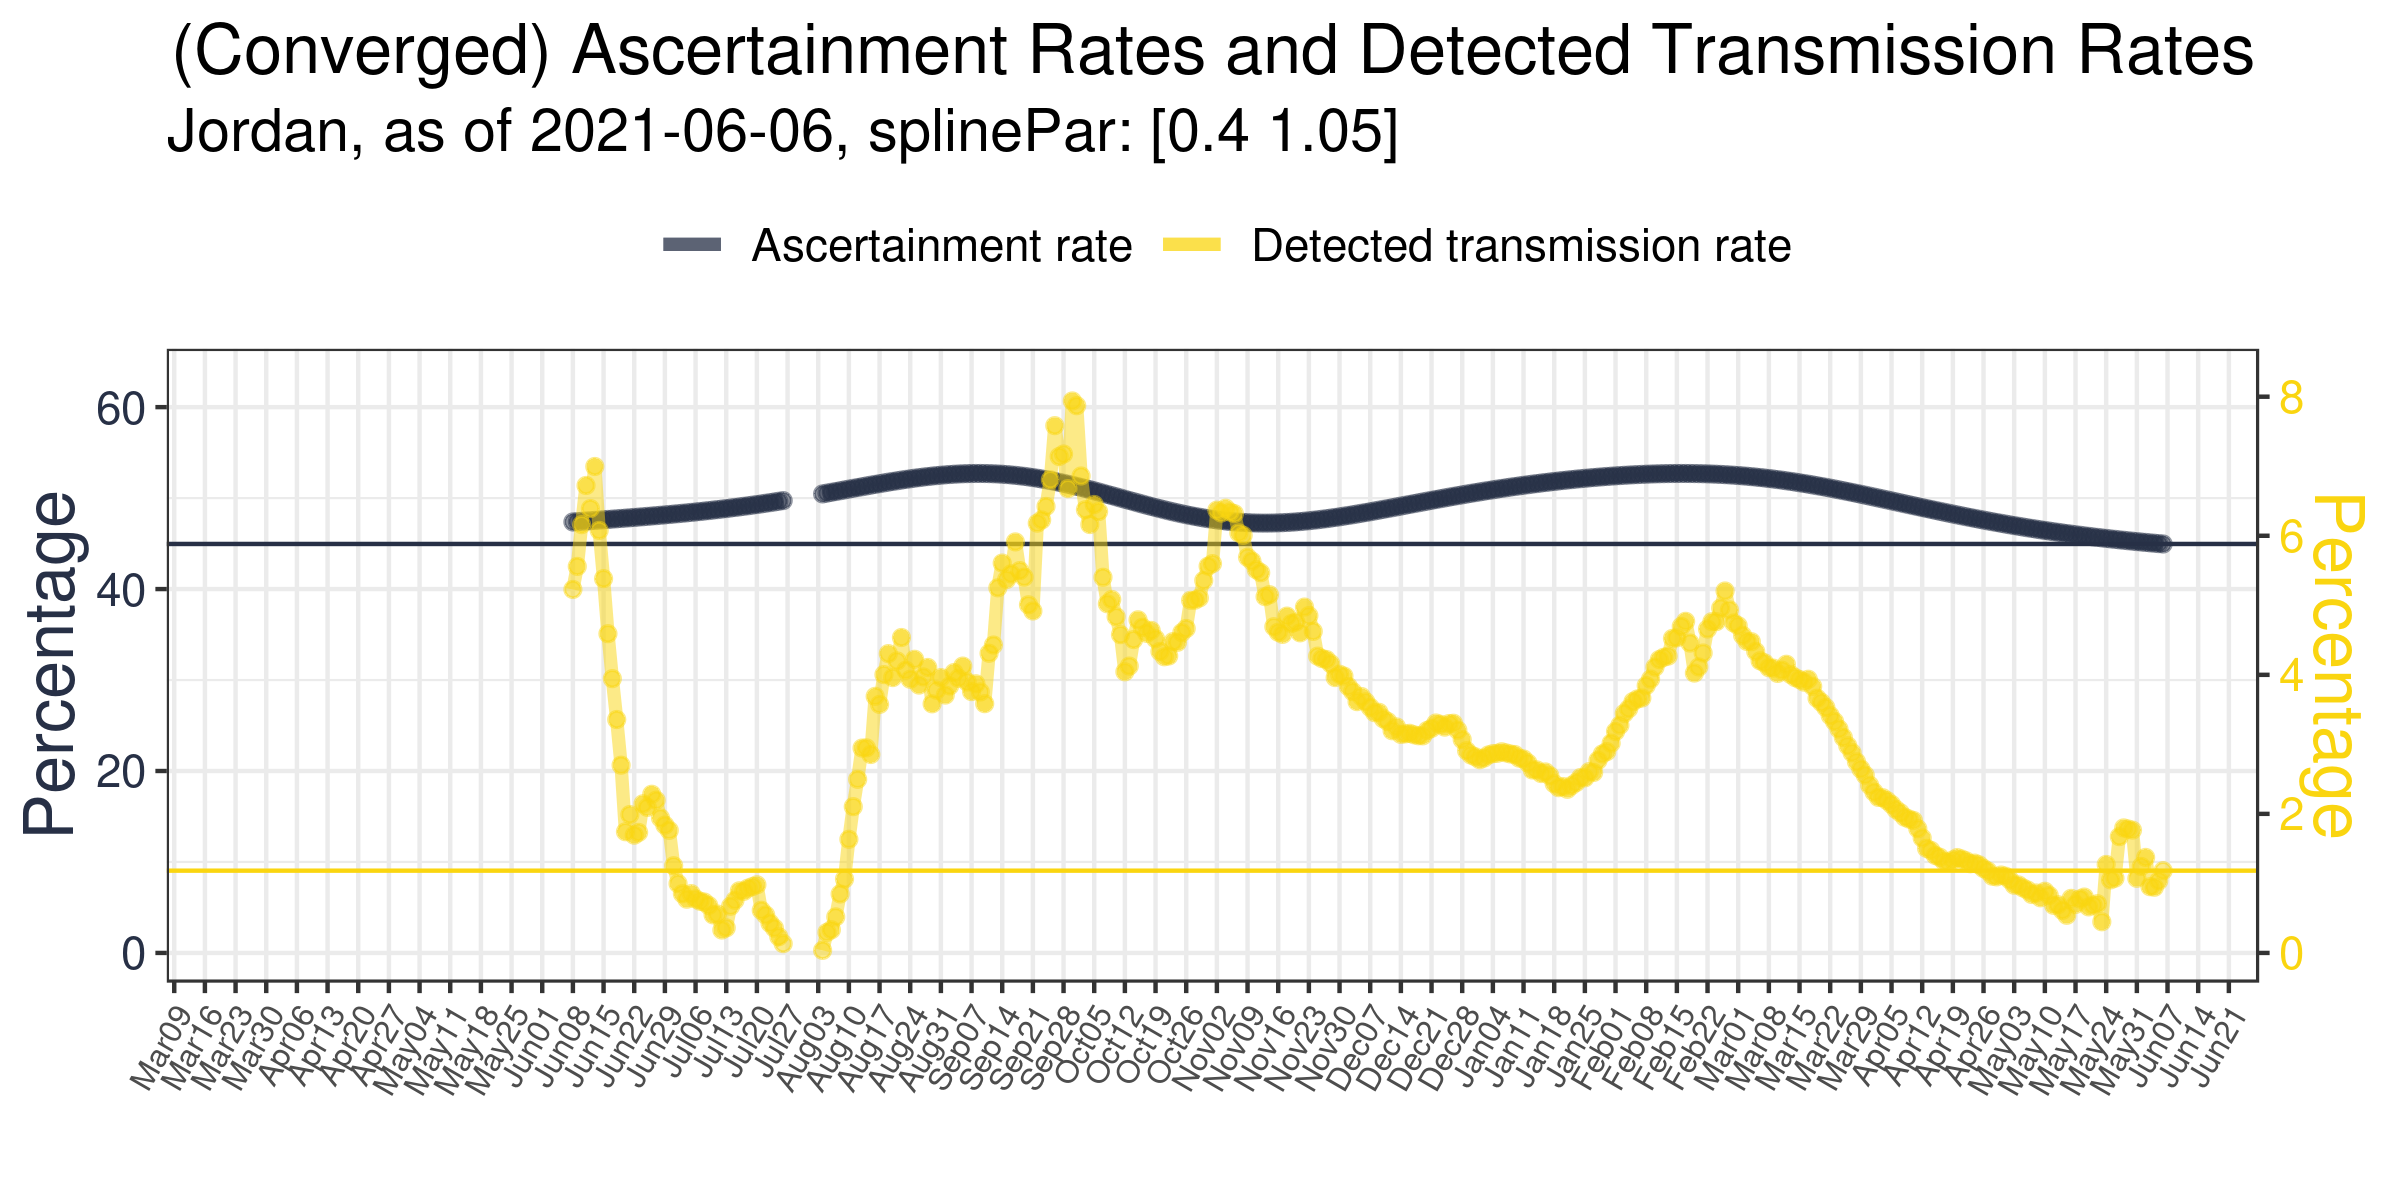 (Converged) Ascertainment Rates and Detected Transmission Rates
Jordan, as of 2021-06-06, splinePar: [0.4 1.05]
Ascertainment rate Detected transmission rate
Percentage
60
40
20
0
8
6
4
2
0
Percentage
Mar09 Mar16 Mar23 Mar30 Apr06 Apr13 Apr20 Apr27 May04 May11 May18 May25 Jun01 Jun08 Jun15 Jun22 Jun29 Jul06 Jul13 Jul20 Jul27 Aug03 Aug10 Aug17 Aug24 Aug31 Sep07 Sep14 Sep21 Sep28 Oct05 Oct12 Oct19 Oct26 Nov02 Nov09 Nov16 Nov23 Nov30 Dec07 Dec14 Dec21 Dec28 Jan04 Jan11 Jan18 Jan25 Feb01 Feb08 Feb15 Feb22 Mar01 Mar08 Mar15 Mar22 Mar29 Apr05 Apr12 Apr19 Apr26 May03 May10 May17 May24 May31 Jun07 Jun14 Jun21